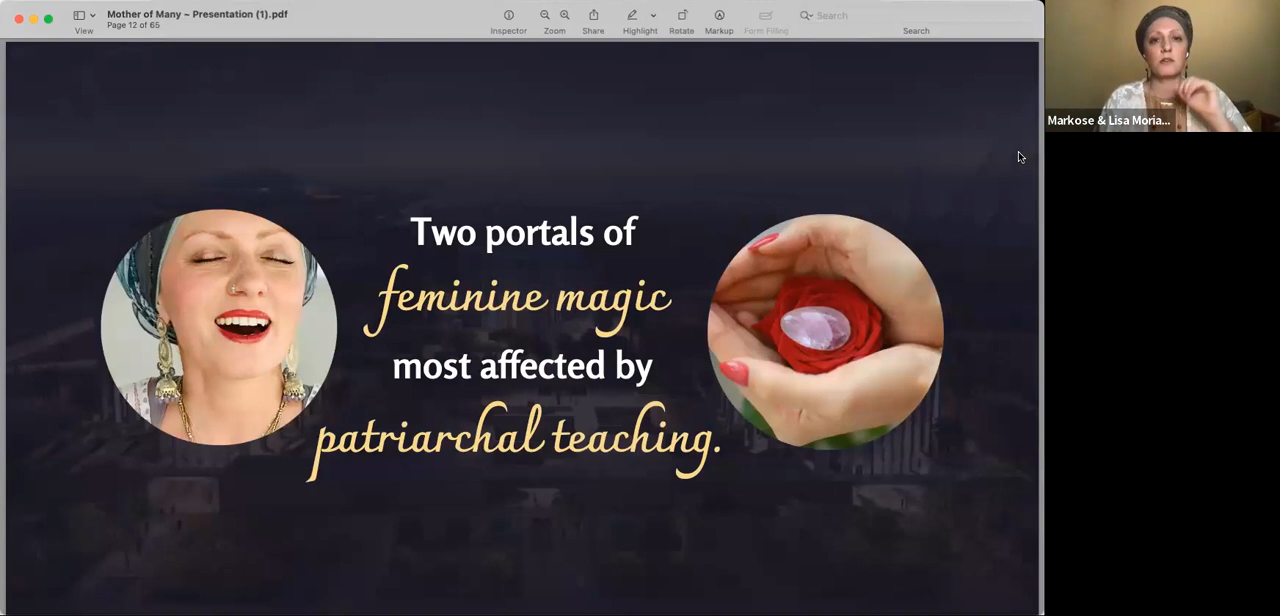 Mother of Many ~ Presentation (1).pdf
Page 12 of 65
View
Inspector
Zoom
Share
Highlight
Rotate
Markup
Form Filling
Search
Search
Markose & Lisa Moria...
Two portals of
feminine magic
most affected by
patriarchal teaching.